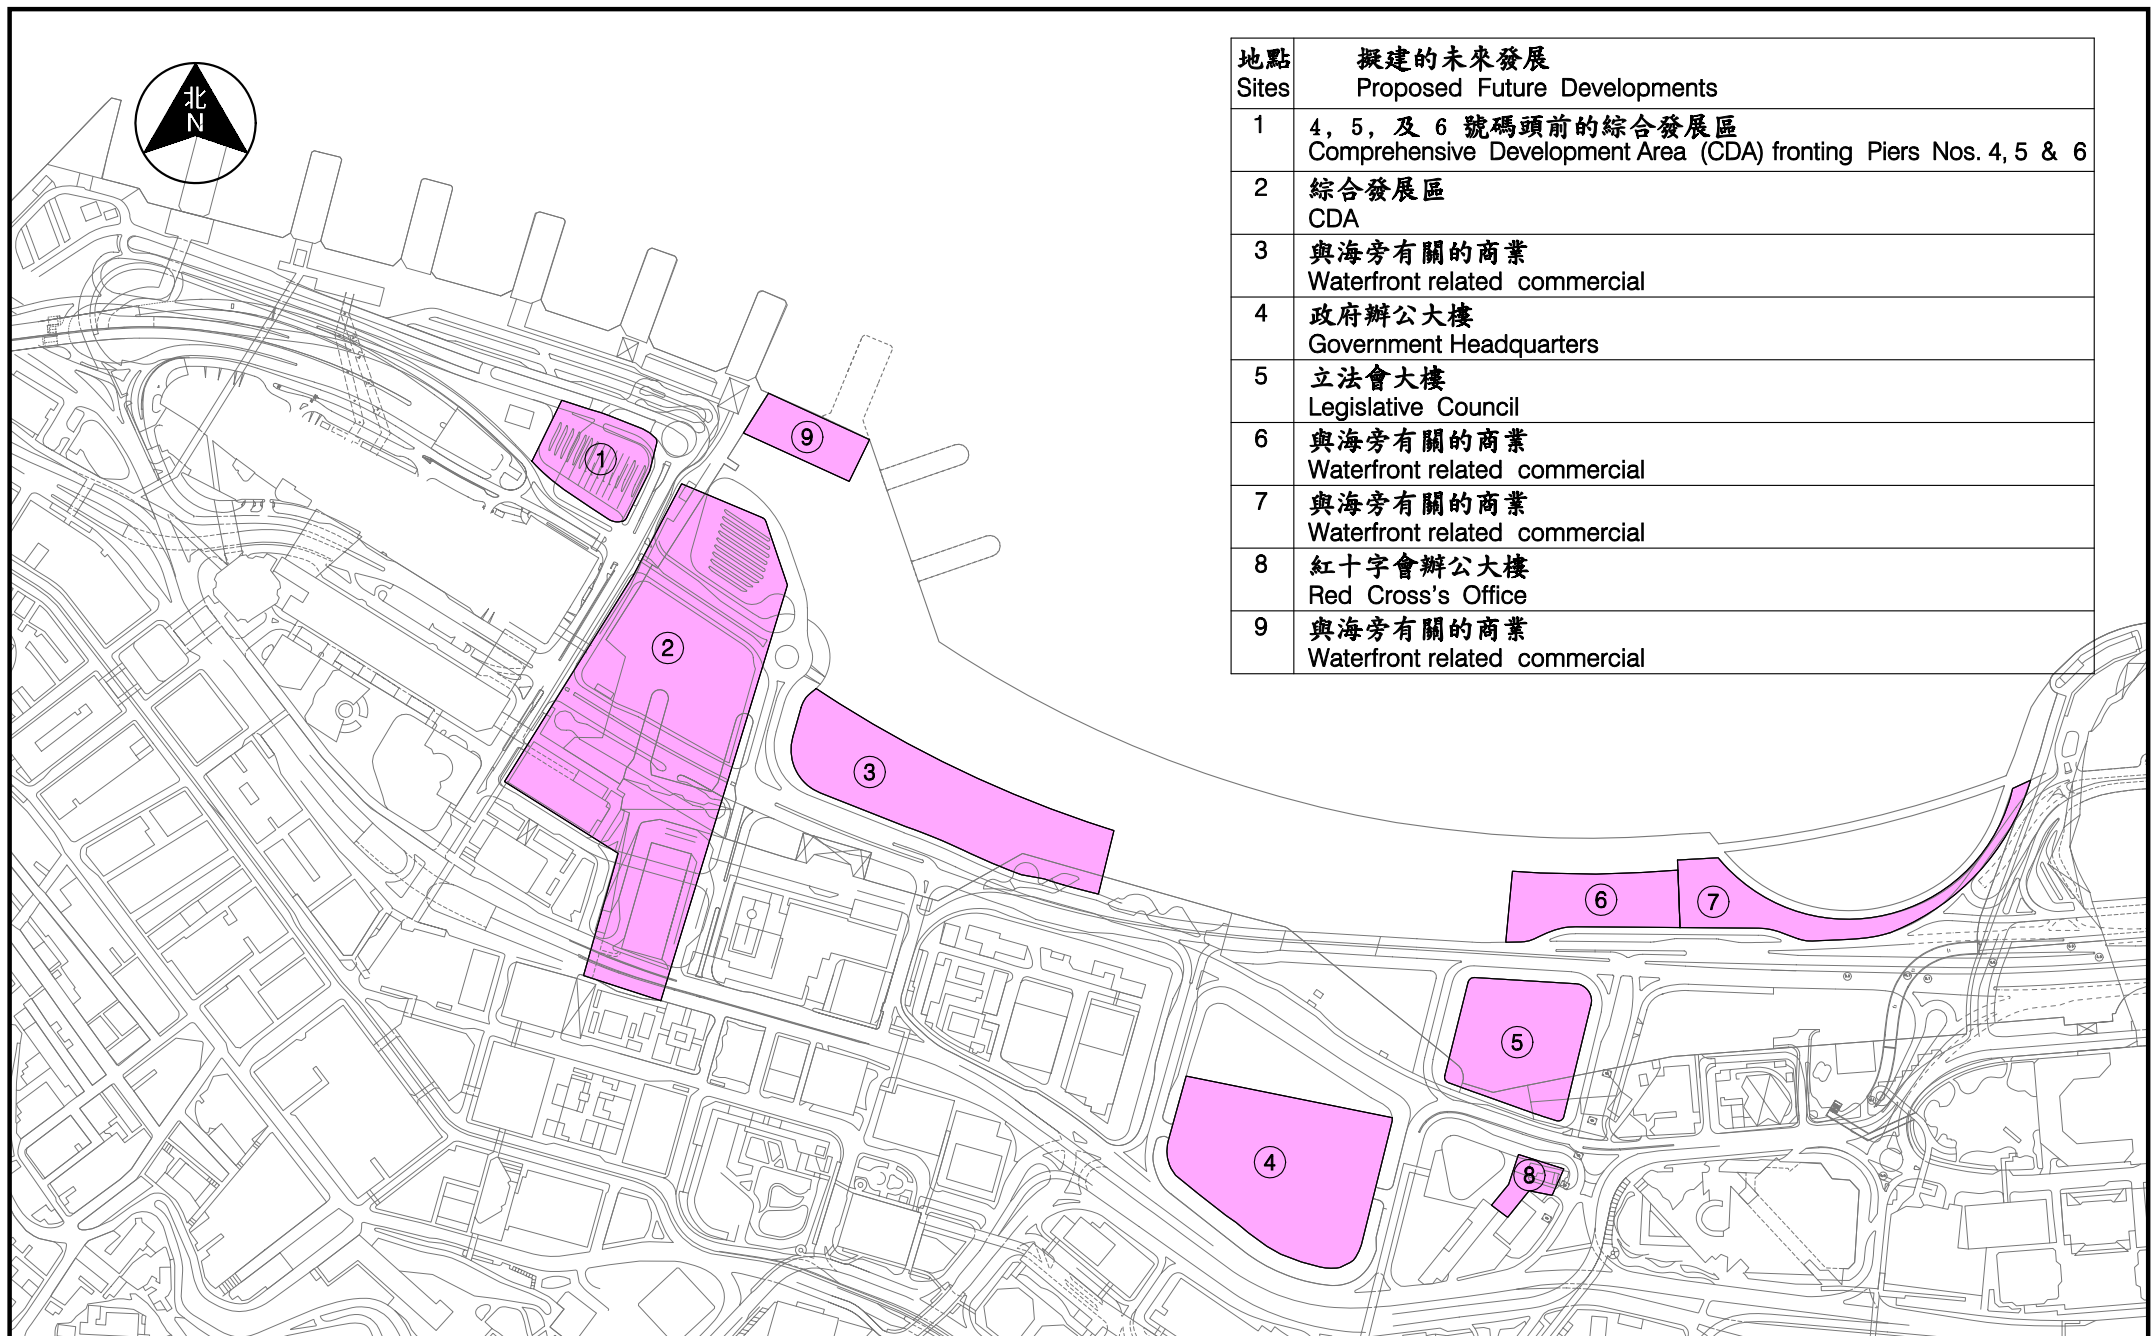 北
N
地點 擬建的未來發展
Sites Proposed Future Developments
1 4, 5, 及 6 號碼頭前的綜合發展區
Comprehensive Development Area (CDA) fronting Piers Nos. 4, 5 & 6
2 綜合發展區
CDA
3 與海旁有關的商業
Waterfront related commercial
4 政府辦公大樓
Government Headquarters
5 立法會大樓
Legislative Council
6 與海旁有關的商業
Waterfront related commercial
7 與海旁有關的商業
Waterfront related commercial
8 紅十字會辦公大樓
Red Cross's Office
9 與海旁有關的商業
Waterfront related commercial
9
1
2
3
6
7
5
4
8